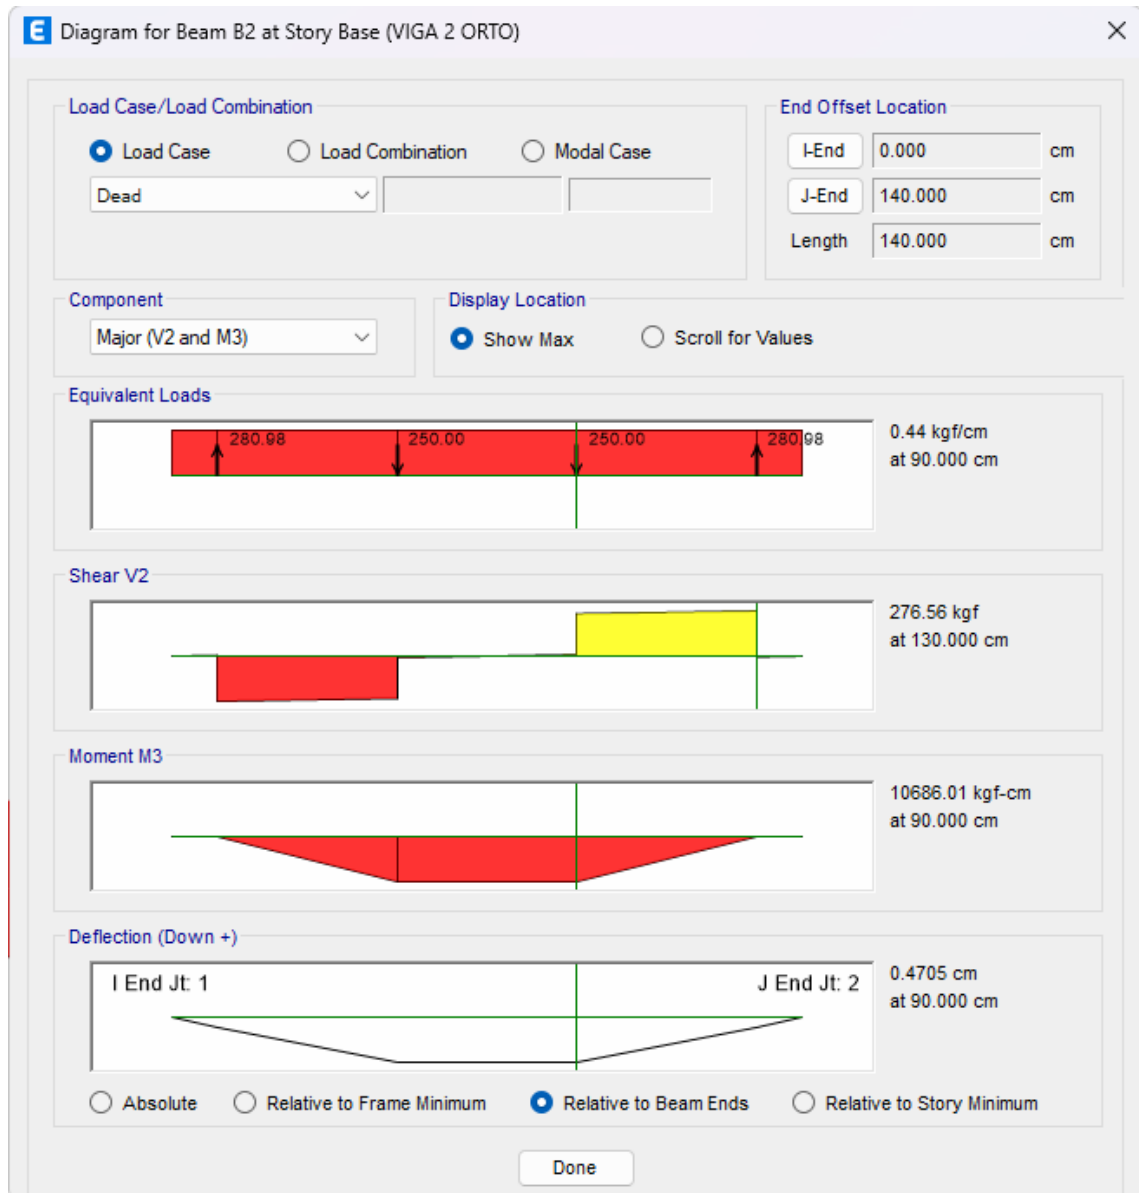 E Diagram for Beam B2 at Story Base (VIGA 2 ORTO)
Load Case/Load Combination
Load Case Load Combination Modal Case
Dead
End Offset Location
I-End 0.000 cm
J-End 140.000 cm
Length 140.000 cm
Component
Major (V2 and M3)
Display Location
Show Max Scroll for Values
Equivalent Loads
280.98 250.00 250.00 280.98
0.44 kgf/cm
at 90.000 cm
Shear V2
276.56 kgf
at 130.000 cm
Moment M3
10686.01 kgf-cm
at 90.000 cm
Deflection (Down +)
I End Jt: 1 J End Jt: 2
0.4705 cm
at 90.000 cm
Absolute Relative to Frame Minimum Relative to Beam Ends Relative to Story Minimum
Done